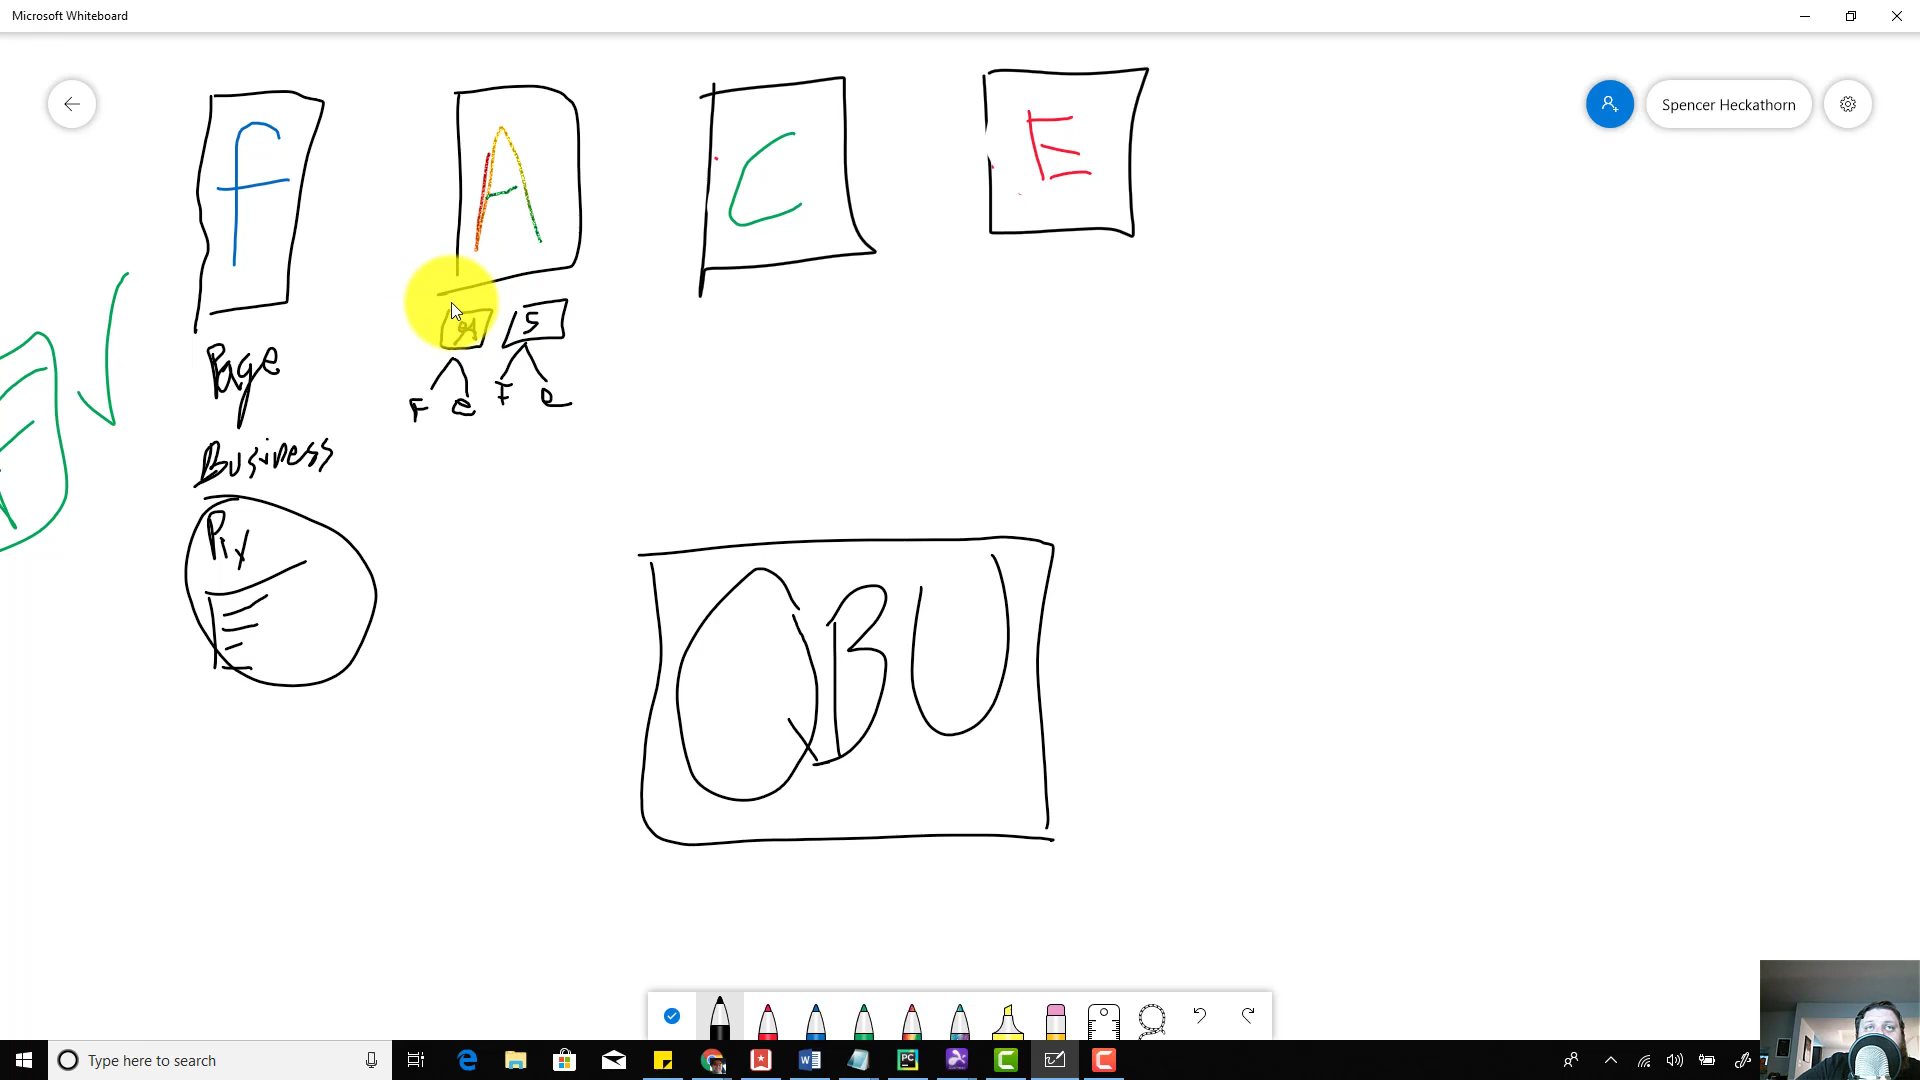 Microsoft Whiteboard
Spencer Heckathorn
f A C E
S
F e F e
Page
Business
Pix
QBU
Type here to search